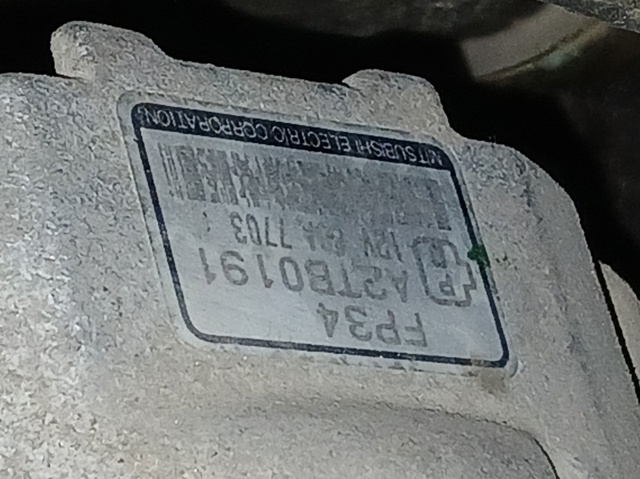 FP34
A2TB0191
12V 7703
MITSUBISHI ELECTRIC CORPORATION